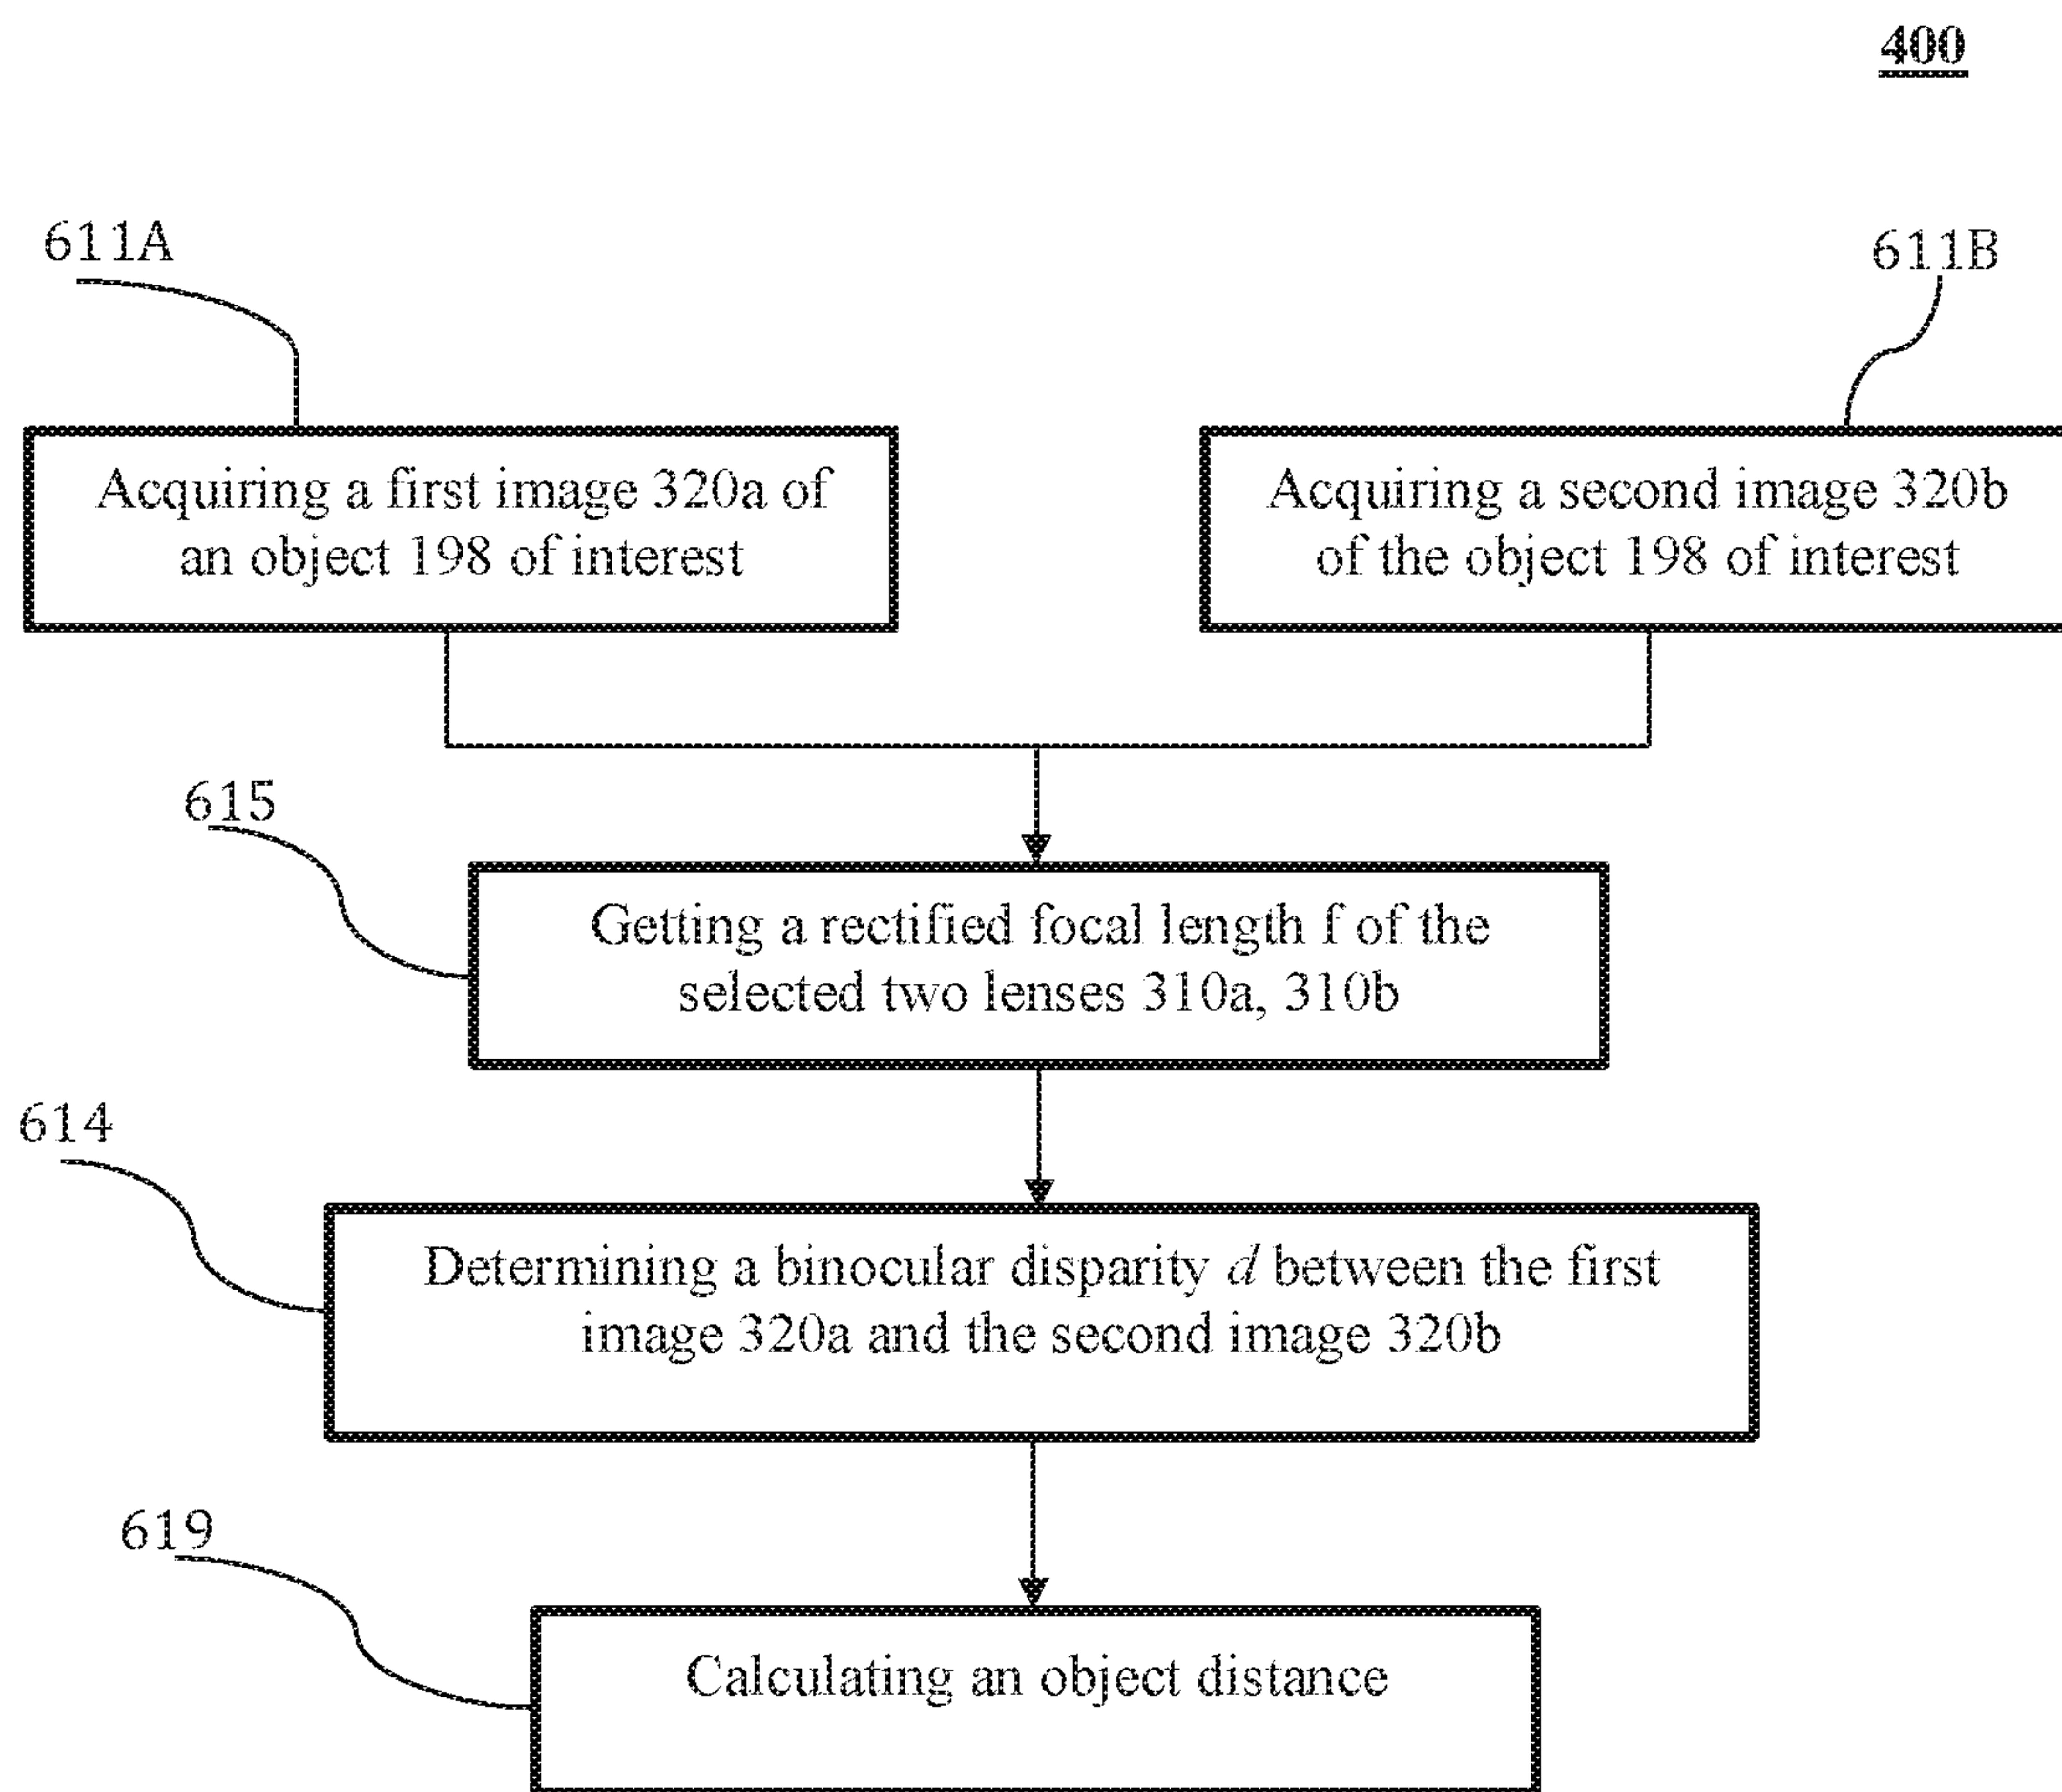 400
611A
611B
Acquiring a first image 320a of
an object 198 of interest
Acquiring a second image 320b
of the object 198 of interest
615
Getting a rectified focal length f of the
selected two lenses 310a, 310b
614
Determining a binocular disparity d between the first
image 320a and the second image 320b
619
Calculating an object distance